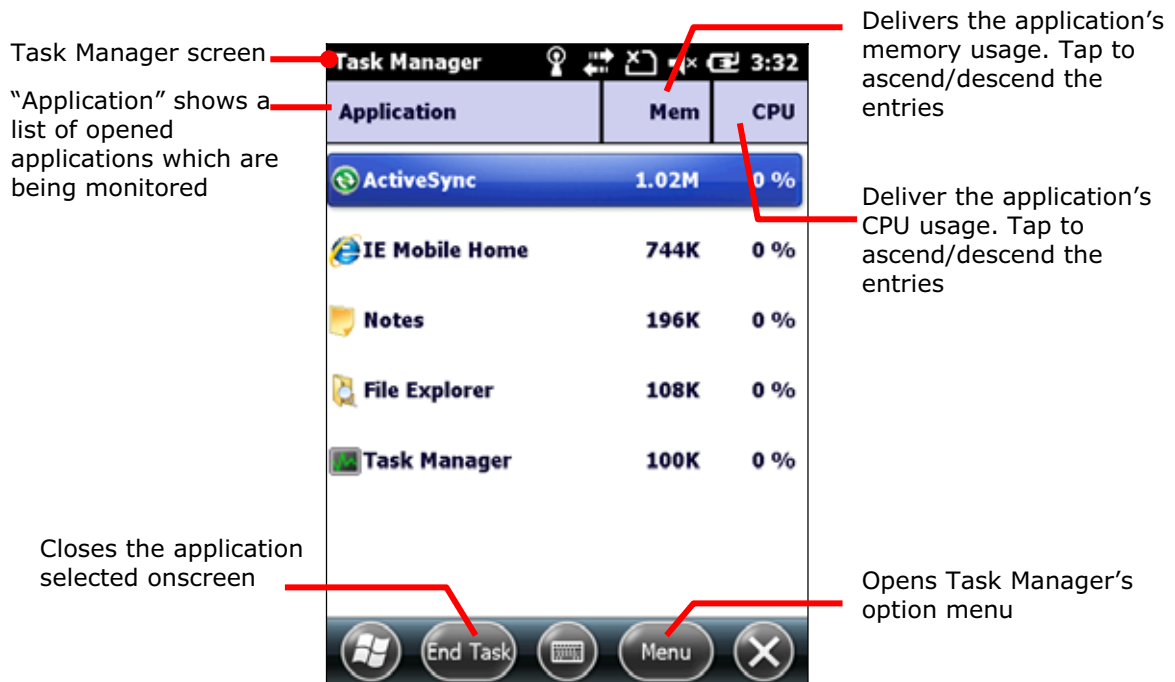 Task Manager screen
“Application” shows a
list of opened
applications which are
being monitored
Closes the application
selected onscreen
Task Manager 3:32
Application Mem CPU
ActiveSync 1.02M 0 %
IE Mobile Home 744K 0 %
Notes 196K 0 %
File Explorer 108K 0 %
Task Manager 100K 0 %
End Task Menu
Delivers the application’s
memory usage. Tap to
ascend/descend the
entries
Deliver the application’s
CPU usage. Tap to
ascend/descend the
entries
Opens Task Manager’s
option menu